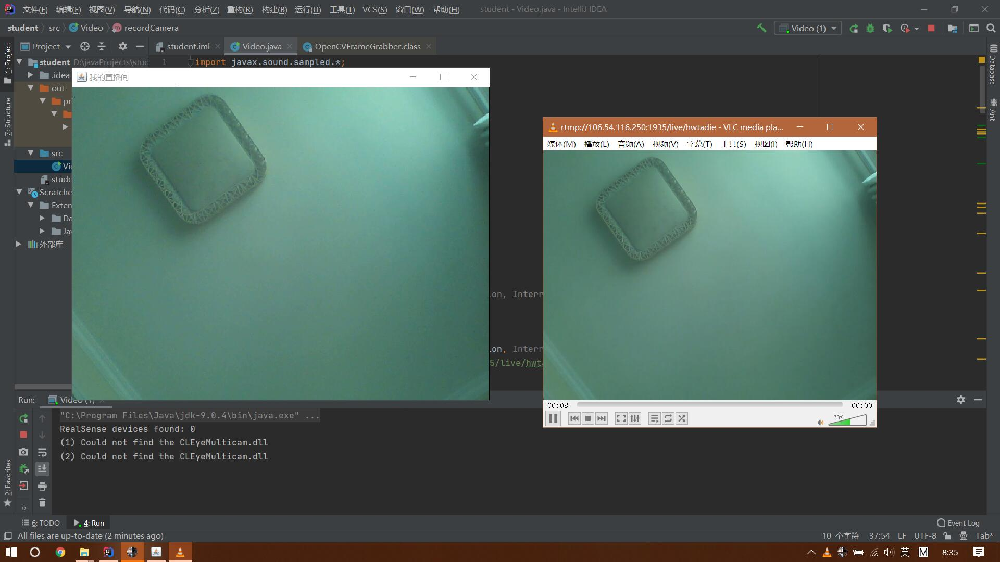 文件(F) 编辑(E) 视图(V) 导航(N) 代码(C) 分析(Z) 重构(R) 构建(B) 运行(U) 工具(T) VCS(S) 窗口(W) 帮助(H) student - Video.java - IntelliJ IDEA
student src Video recordCamera Video (1)
Project student.iml Video.java OpenCVFrameGrabber.class
student D:\javaProjects\stud 1 import javax.sound.sampled.*;
.idea
我的直播间
out
pr
src
Vi
stude
Scratche
Exten
Da
Jav
外部库
1: Project
7: Structure
2: Favorites
Database
Ant
rtmp://106.54.116.250:1935/live/hwtadie - VLC media pla...
媒体(M) 播放(L) 音频(A) 视频(V) 字幕(T) 工具(S) 视图(I) 帮助(H)
ion, Intern
ion, Intern
5/live/hwt
00:08 00:00
70%
Run: Video (1)
"C:\Program Files\Java\jdk-9.0.4\bin\java.exe" ...
RealSense devices found: 0
(1) Could not find the CLEyeMulticam.dll
(2) Could not find the CLEyeMulticam.dll
6: TODO 4: Run Event Log
All files are up-to-date (2 minutes ago) 10 个字符 37:54 LF UTF-8 Tab*
英 M 8:35